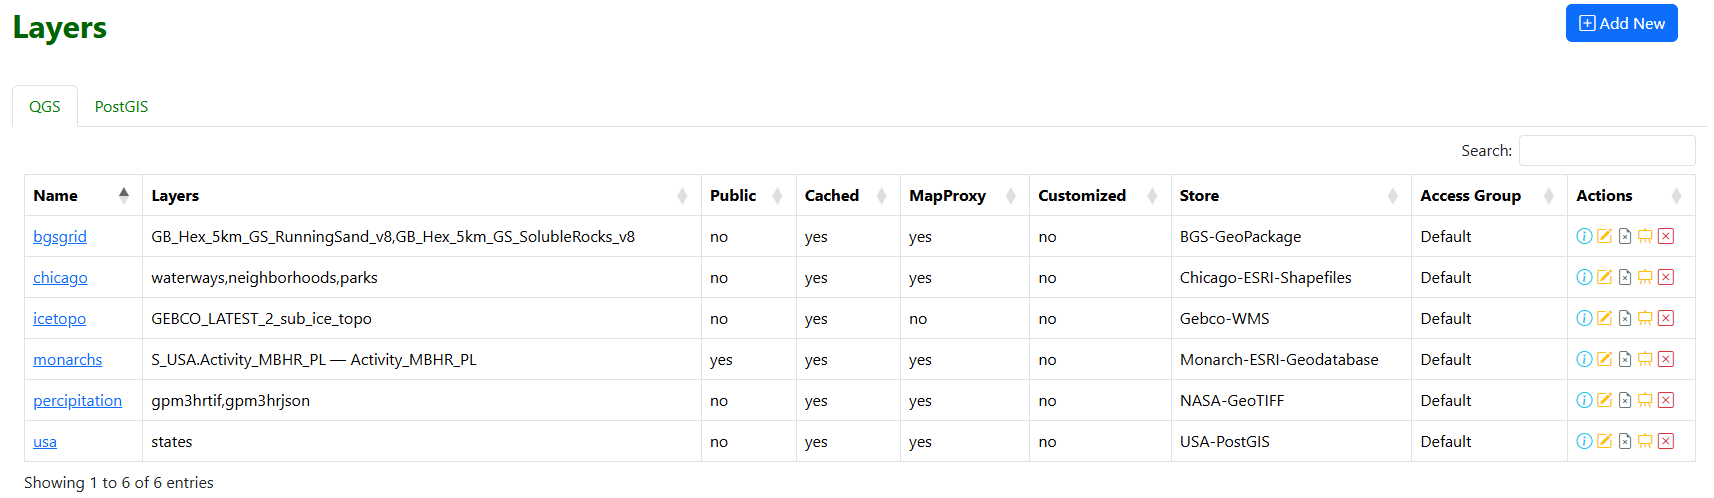 Layers
Add New
QGS PostGIS
Search:
Name Layers Public Cached MapProxy Customized Store Access Group Actions
bgsgrid GB_Hex_5km_GS_RunningSand_v8,GB_Hex_5km_GS_SolubleRocks_v8 no yes yes no BGS-GeoPackage Default
chicago waterways,neighborhoods,parks no yes yes no Chicago-ESRI-Shapefiles Default
icetopo GEBCO_LATEST_2_sub_ice_topo no yes no no Gebco-WMS Default
monarchs S_USA.Activity_MBHR_PL — Activity_MBHR_PL yes yes yes no Monarch-ESRI-Geodatabase Default
percipitation gpm3hrtif,gpm3hrjson no yes yes no NASA-GeoTIFF Default
usa states no yes yes no USA-PostGIS Default
Showing 1 to 6 of 6 entries